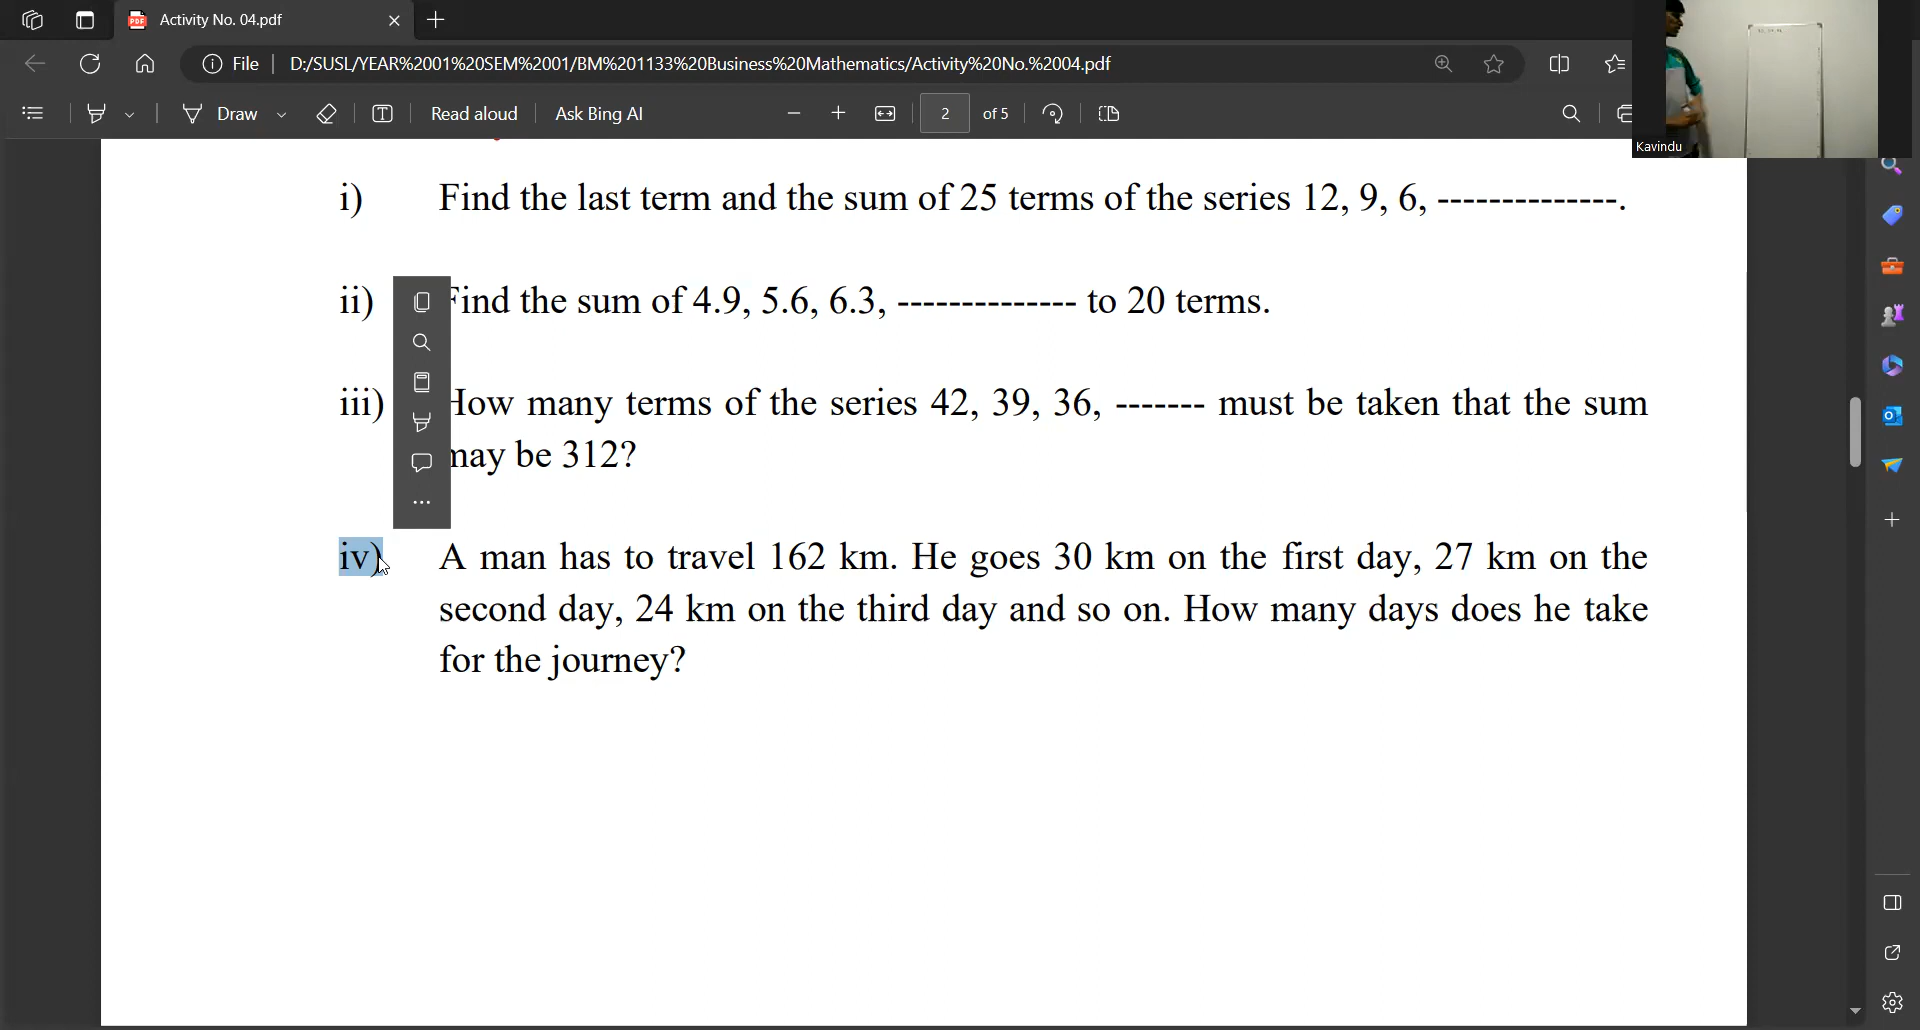 Activity No. 04.pdf
File
D:/SUSL/YEAR%2001%20SEM%2001/BM%201133%20Business%20Mathematics/Activity%20No.%2004.pdf
Draw
Read aloud
Ask Bing AI
2
of 5
Kavindu
i) Find the last term and the sum of 25 terms of the series 12, 9, 6, --------------.
ii) Find the sum of 4.9, 5.6, 6.3, -------------- to 20 terms.
iii) How many terms of the series 42, 39, 36, ------- must be taken that the sum
may be 312?
iv) A man has to travel 162 km. He goes 30 km on the first day, 27 km on the
second day, 24 km on the third day and so on. How many days does he take
for the journey?